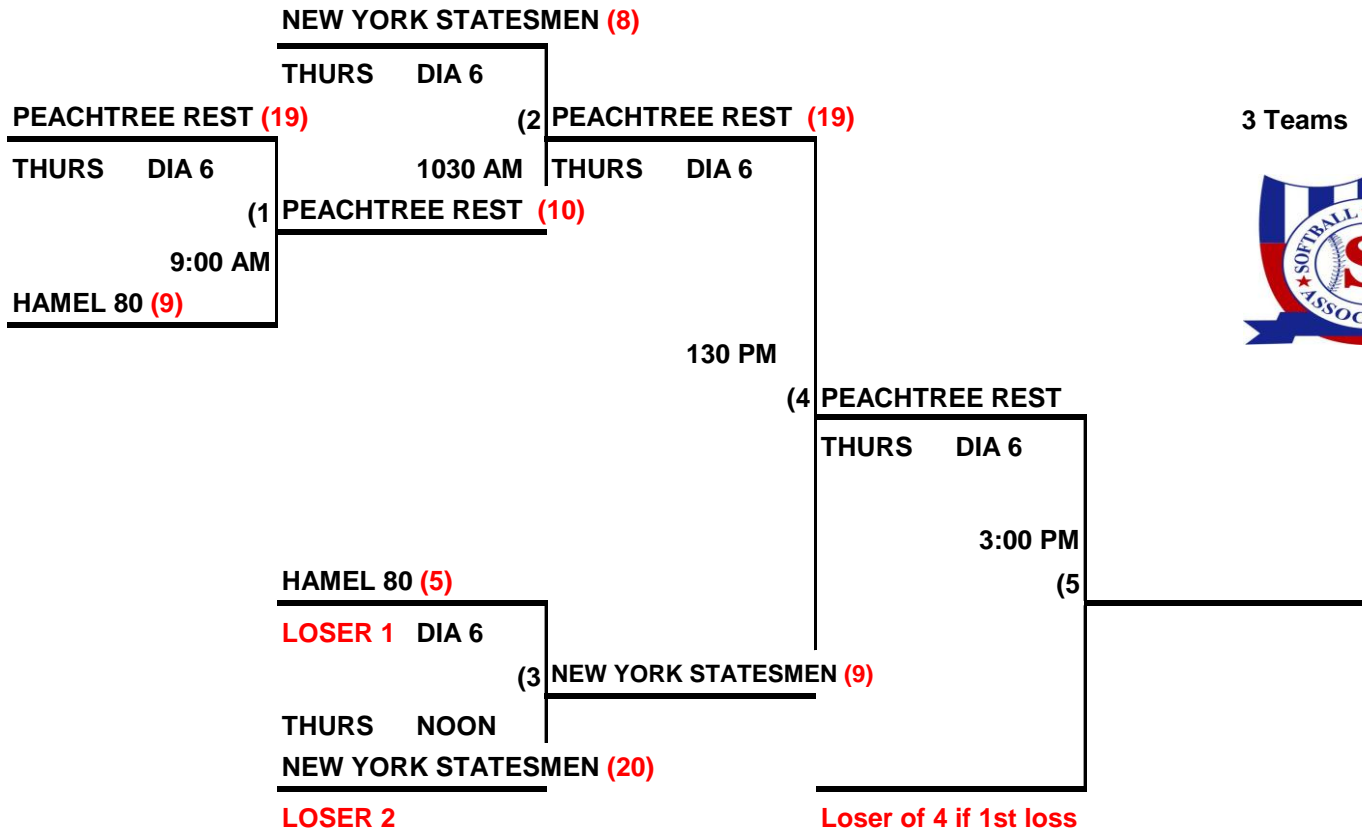 NEW YORK STATESMEN (8)
THURS DIA 6
PEACHTREE REST (19)
(2 PEACHTREE REST (19)
3 Teams
THURS DIA 6
1030 AM THURS DIA 6
(1 PEACHTREE REST (10)
9:00 AM
HAMEL 80 (9)
130 PM
(4 PEACHTREE REST
THURS DIA 6
3:00 PM
HAMEL 80 (5)
(5
LOSER 1 DIA 6
(3 NEW YORK STATESMEN (9)
THURS NOON
NEW YORK STATESMEN (20)
LOSER 2
Loser of 4 if 1st loss
SOFTBALL
S